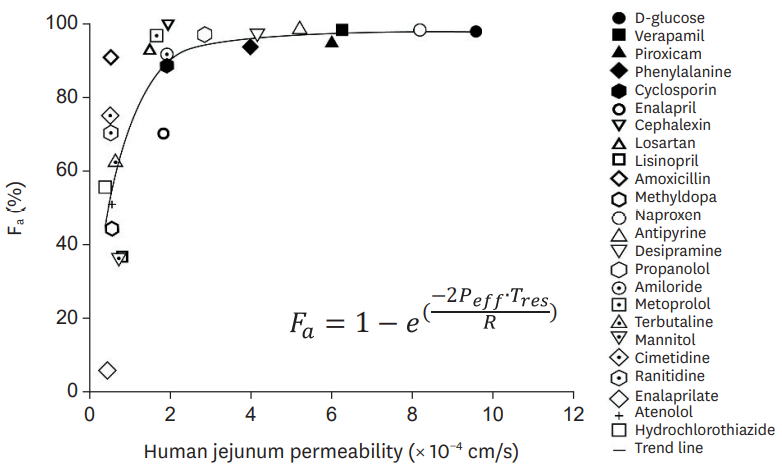 100
80
60
40
20
0
0 2 4 6 8 10 12
Fa (%)
Human jejunum permeability (× 10⁻⁴ cm/s)
Fa = 1 − e^(−2Peff·Tres/R)
D-glucose
Verapamil
Piroxicam
Phenylalanine
Cyclosporin
Enalapril
Cephalexin
Losartan
Lisinopril
Amoxicillin
Methyldopa
Naproxen
Antipyrine
Desipramine
Propanolol
Amiloride
Metoprolol
Terbutaline
Mannitol
Cimetidine
Ranitidine
Enalaprilate
Atenolol
Hydrochlorothiazide
Trend line